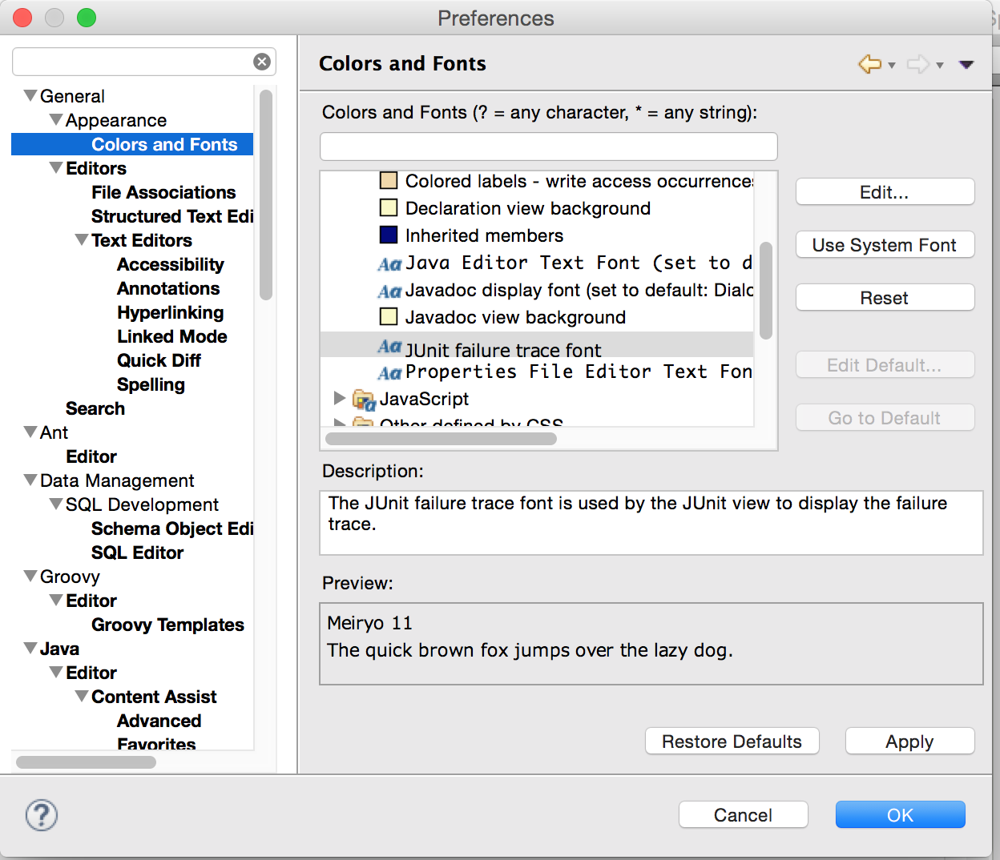 Preferences
General
Appearance
Colors and Fonts
Editors
File Associations
Structured Text Edi
Text Editors
Accessibility
Annotations
Hyperlinking
Linked Mode
Quick Diff
Spelling
Search
Ant
Editor
Data Management
SQL Development
Schema Object Edi
SQL Editor
Groovy
Editor
Groovy Templates
Java
Editor
Content Assist
Advanced
Favorites
Colors and Fonts
Colors and Fonts (? = any character, * = any string):
Colored labels - write access occurrences
Declaration view background
Inherited members
Aa Java Editor Text Font (set to d
Aa Javadoc display font (set to default: Dialo
Javadoc view background
Aa JUnit failure trace font
Aa Properties File Editor Text Fon
JavaScript
Other defined by CSS
Edit...
Use System Font
Reset
Edit Default...
Go to Default
Description:
The JUnit failure trace font is used by the JUnit view to display the failure
trace.
Preview:
Meiryo 11
The quick brown fox jumps over the lazy dog.
Restore Defaults
Apply
?
Cancel
OK